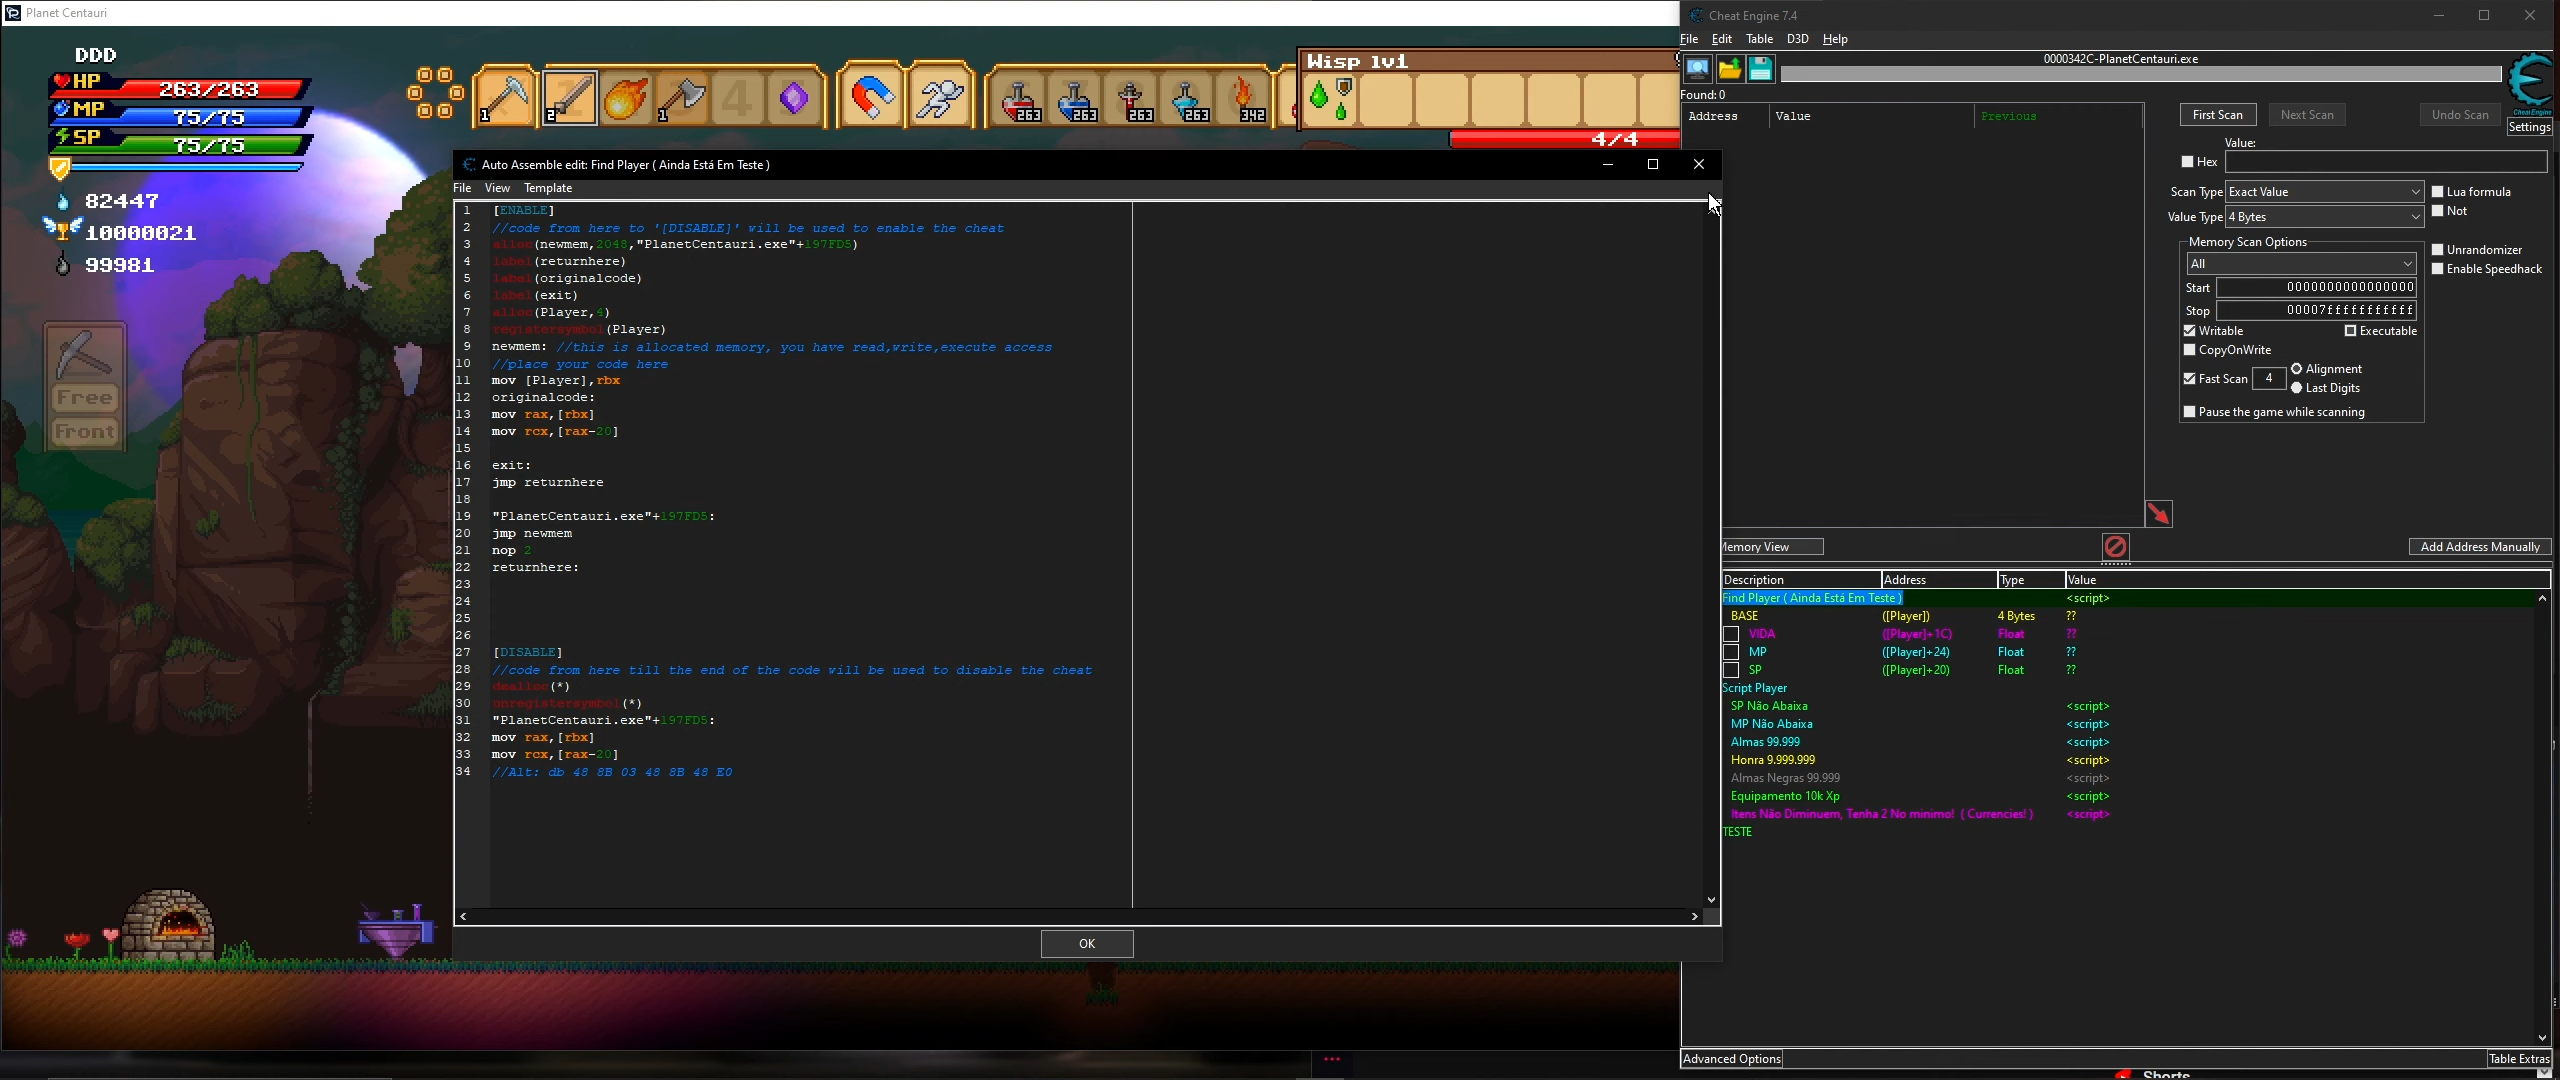 Planet Centauri
DDD
HP 263/263
MP 75/75
SP 75/75
82447
10000021
99981
Free
Front
1
2
1
4
263
263
263
263
342
Wisp lvl
4/4
Auto Assemble edit: Find Player ( Ainda Está Em Teste )
File View Template
1 [ENABLE]
2 //code from here to '[DISABLE]' will be used to enable the cheat
3 alloc(newmem,2048,"PlanetCentauri.exe"+197FD5)
4 label(returnhere)
5 label(originalcode)
6 label(exit)
7 alloc(Player,4)
8 registersymbol(Player)
9 newmem: //this is allocated memory, you have read,write,execute access
10 //place your code here
11 mov [Player],rbx
12 originalcode:
13 mov rax,[rbx]
14 mov rcx,[rax-20]
15
16 exit:
17 jmp returnhere
18
19 "PlanetCentauri.exe"+197FD5:
20 jmp newmem
21 nop 2
22 returnhere:
23
24
25
26
27 [DISABLE]
28 //code from here till the end of the code will be used to disable the cheat
29 dealloc(*)
30 unregistersymbol(*)
31 "PlanetCentauri.exe"+197FD5:
32 mov rax,[rbx]
33 mov rcx,[rax-20]
34 //Alt: db 48 8B 03 48 8B 48 E0
OK
Cheat Engine 7.4
File Edit Table D3D Help
0000342C-PlanetCentauri.exe
Found: 0
Address Value Previous
First Scan Next Scan Undo Scan
Cheat Engine
Settings
Value:
Hex
Scan Type Exact Value
Lua formula
Not
Value Type 4 Bytes
Memory Scan Options
All
Unrandomizer
Enable Speedhack
Start 0000000000000000
Stop 00007fffffffffff
Writable Executable
CopyOnWrite
Fast Scan 4 Alignment
Last Digits
Pause the game while scanning
Memory View
Add Address Manually
Description Address Type Value
Find Player ( Ainda Está Em Teste ) <script>
BASE ([Player]) 4 Bytes ??
VIDA ([Player]+1C) Float ??
MP ([Player]+24) Float ??
SP ([Player]+20) Float ??
Script Player
SP Não Abaixa <script>
MP Não Abaixa <script>
Almas 99.999 <script>
Honra 9.999.999 <script>
Almas Negras 99.999 <script>
Equipamento 10k Xp <script>
Itens Não Diminuem, Tenha 2 No minimo! ( Currencies! ) <script>
TESTE
Advanced Options
Table Extras
Shorts